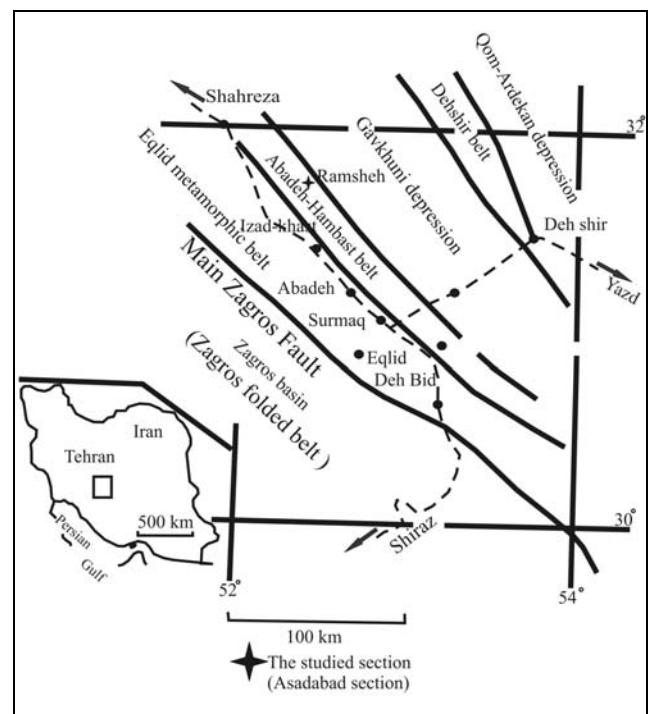 Shahreza
Qom-Ardekan depression
Dehshir belt
32°
Gavkhuni depression
Abadeh-Hambast belt
Ramsheh
Eqlid metamorphic belt
Izad-khast
Deh shir
Yazd
Abadeh
Surmaq
Main Zagros Fault
Zagros basin
(Zagros folded belt )
Eqlid
Deh Bid
Iran
Tehran
500 km
Persian
Gulf
Shiraz
30°
52°
54°
100 km
The studied section
(Asadabad section)